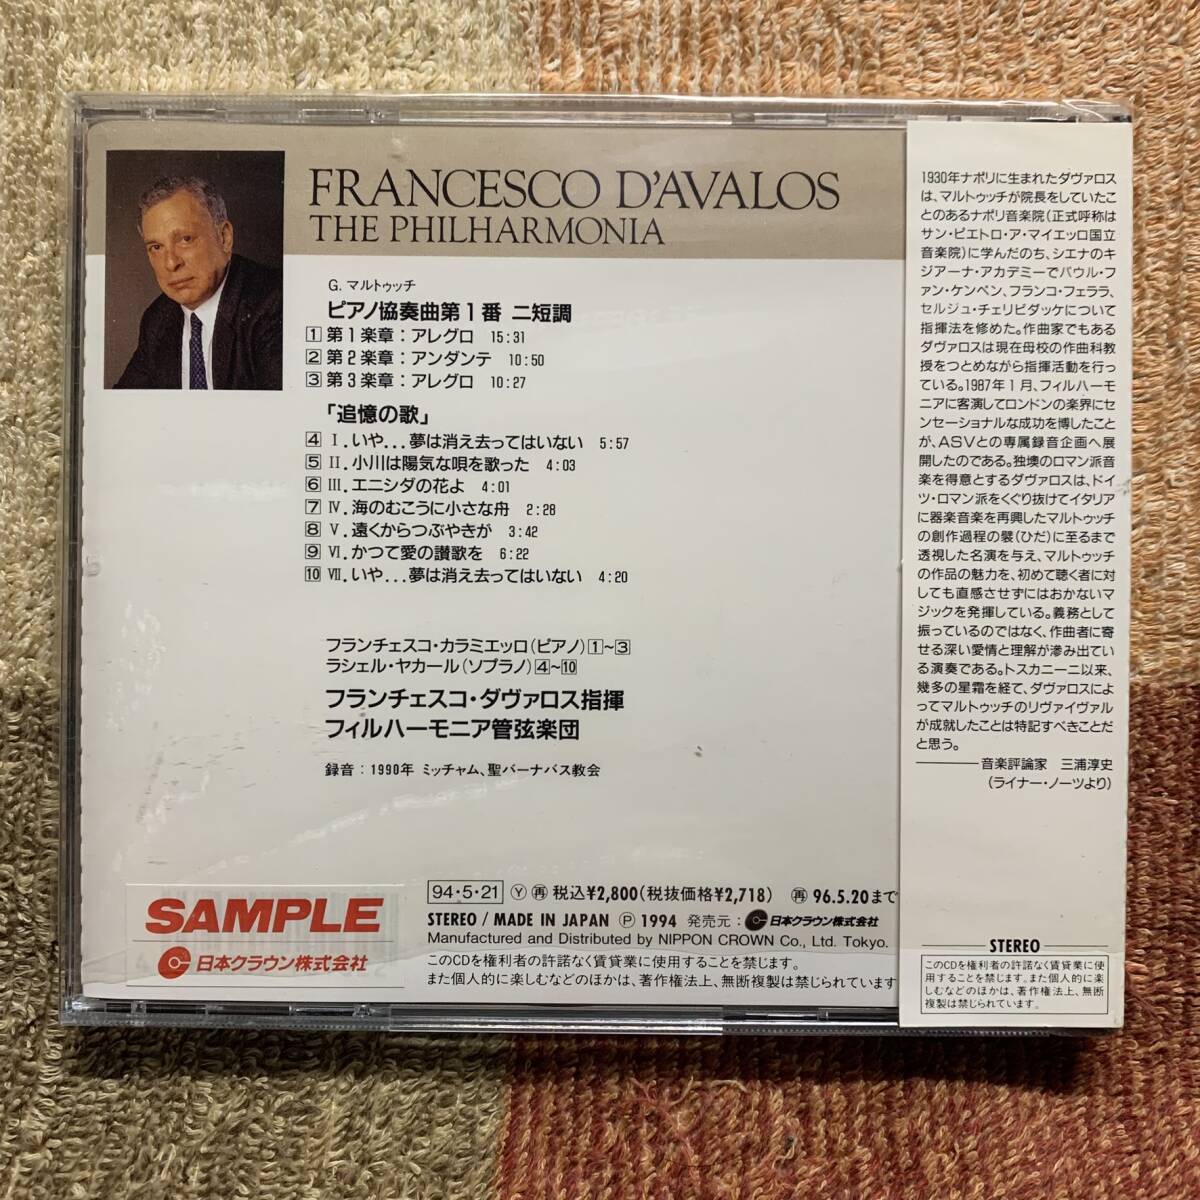 FRANCESCO D'AVALOS
THE PHILHARMONIA
G. マルトゥッチ
ピアノ協奏曲第1番 ニ短調
1 第1楽章：アレグロ 15:31
2 第2楽章：アンダンテ 10:50
3 第3楽章：アレグロ 10:27
「追憶の歌」
4 I. いや...夢は消え去ってはいない 5:57
5 II. 小川は陽気な唄を歌った 4:03
6 III. エニシダの花よ 4:01
7 IV. 海のむこうに小さな舟 2:28
8 V. 遠くからつぶやきが 3:42
9 VI. かつて愛の讃歌を 6:22
10 VII. いや...夢は消え去ってはいない 4:20
フランチェスコ・カラミエッロ(ピアノ)1~3
ラシェル・ヤカール(ソプラノ)4~10
フランチェスコ・ダヴァロス指揮
フィルハーモニア管弦楽団
録音：1990年 ミッチャム、聖バーナバス教会
SAMPLE
日本クラウン株式会社
94・5・21 Ⓨ 再 税込¥2,800(税抜価格¥2,718) 再 96.5.20まで
STEREO / MADE IN JAPAN Ⓟ 1994 発売元：日本クラウン株式会社
Manufactured and Distributed by NIPPON CROWN Co., Ltd. Tokyo.
このCDを権利者の許諾なく賃貸業に使用することを禁じます。
また個人的に楽しむなどのほかは、著作権法上、無断複製は禁じられています
1930年ナポリに生まれたダヴァロス
は、マルトゥッチが院長をしていたこ
とのあるナポリ音楽院(正式呼称は
サン・ピエトロ・ア・マイエッロ国立
音楽院)に学んだのち、シエナのキ
ジアーナ・アカデミーでパウル・フ
ァン・ケンペン、フランコ・フェララ、
セルジュ・チェリビダッケについて
指揮法を修めた。作曲家でもある
ダヴァロスは現在母校の作曲科教
授をつとめながら指揮活動を行っ
ている。1987年1月、フィルハーモ
ニアに客演してロンドンの楽界にセ
ンセーショナルな成功を博したこと
が、ASVとの専属録音企画へ展
開したのである。独墺のロマン派音
楽を得意とするダヴァロスは、ドイ
ツ・ロマン派をくぐり抜けてイタリア
に器楽音楽を再興したマルトゥッチ
の創作過程の襞(ひだ)に至るまで
透視した名演を与え、マルトゥッチ
の作品の魅力を、初めて聴く者に対
しても直感させずにはおかないマ
ジックを発揮している。義務として
振っているのではなく、作曲者に寄
せる深い愛情と理解が滲み出てい
る演奏である。トスカニーニ以来、
幾多の星霜を経て、ダヴァロスによ
ってマルトゥッチのリヴァイヴァル
が成就したことは特記すべきことだ
と思う。
――音楽評論家 三浦淳史
(ライナー・ノーツより)
STEREO
このCDを権利者の許諾なく賃貸業に使
用することを禁じます。また個人的に楽
しむなどのほかは、著作権法上、無断
複製は禁じられています。